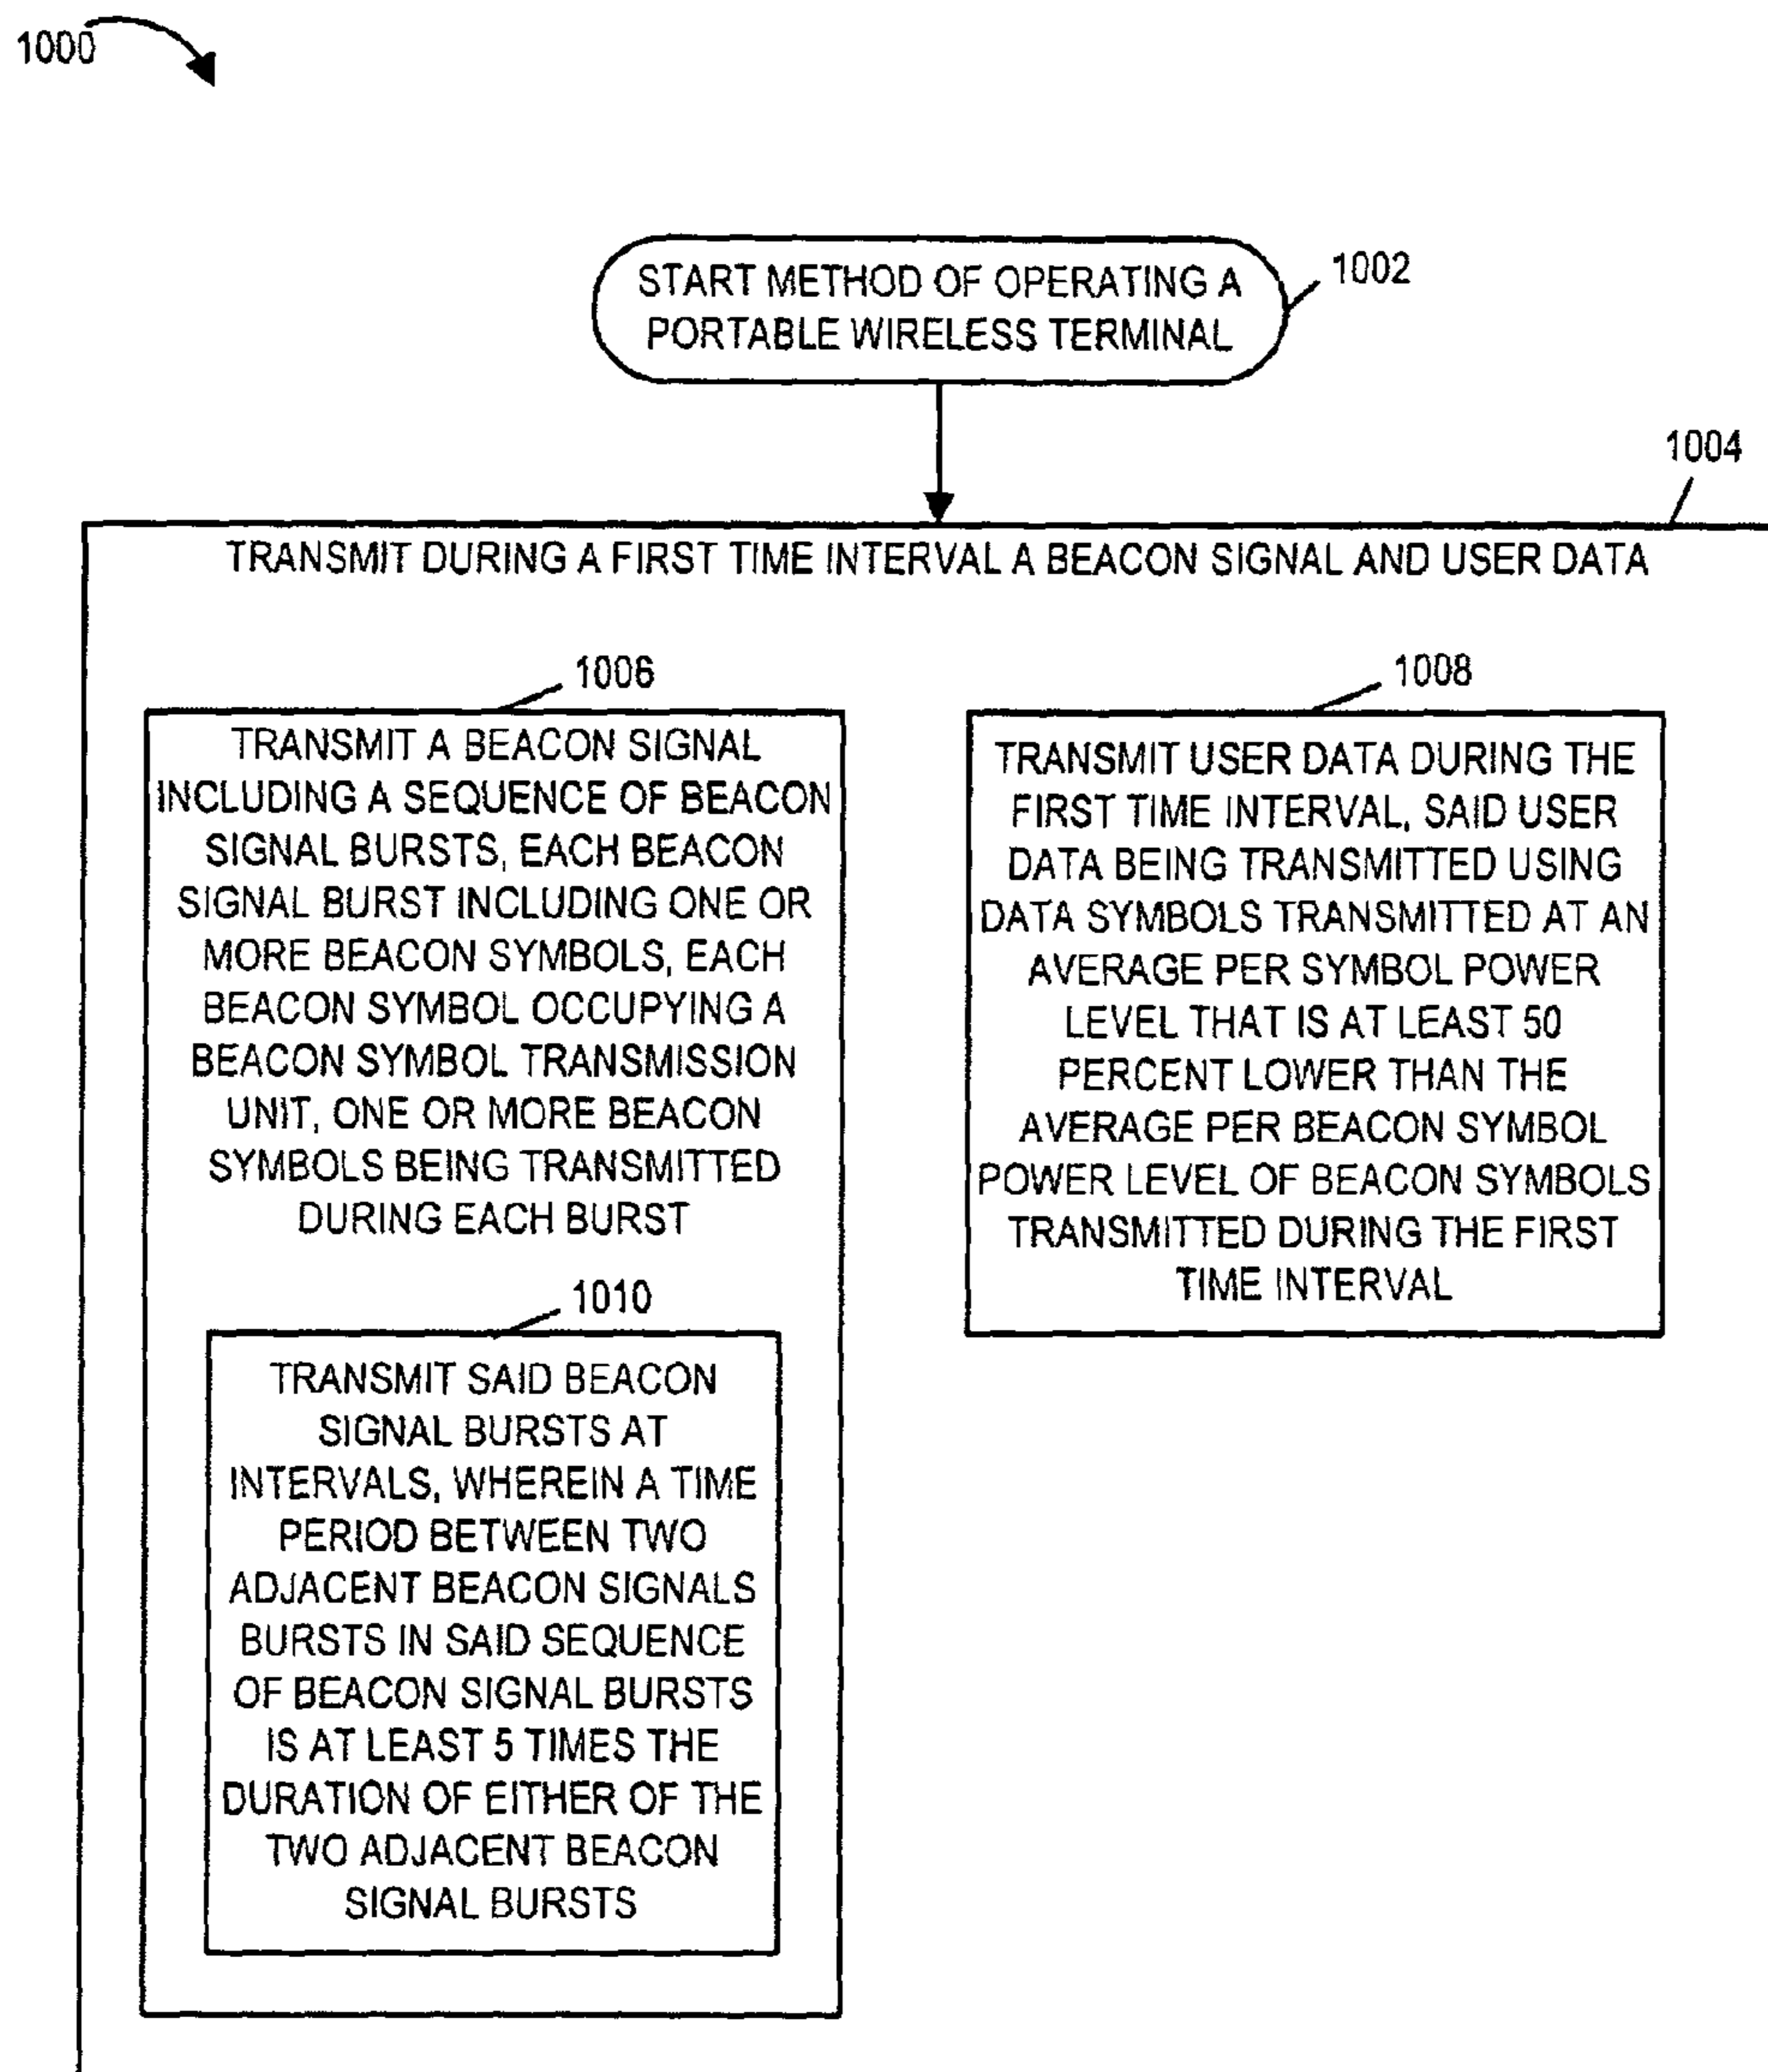 1000
START METHOD OF OPERATING A
PORTABLE WIRELESS TERMINAL
1002
1004
TRANSMIT DURING A FIRST TIME INTERVAL A BEACON SIGNAL AND USER DATA
1006
TRANSMIT A BEACON SIGNAL
INCLUDING A SEQUENCE OF BEACON
SIGNAL BURSTS, EACH BEACON
SIGNAL BURST INCLUDING ONE OR
MORE BEACON SYMBOLS, EACH
BEACON SYMBOL OCCUPYING A
BEACON SYMBOL TRANSMISSION
UNIT, ONE OR MORE BEACON
SYMBOLS BEING TRANSMITTED
DURING EACH BURST
1010
TRANSMIT SAID BEACON
SIGNAL BURSTS AT
INTERVALS, WHEREIN A TIME
PERIOD BETWEEN TWO
ADJACENT BEACON SIGNALS
BURSTS IN SAID SEQUENCE
OF BEACON SIGNAL BURSTS
IS AT LEAST 5 TIMES THE
DURATION OF EITHER OF THE
TWO ADJACENT BEACON
SIGNAL BURSTS
1008
TRANSMIT USER DATA DURING THE
FIRST TIME INTERVAL, SAID USER
DATA BEING TRANSMITTED USING
DATA SYMBOLS TRANSMITTED AT AN
AVERAGE PER SYMBOL POWER
LEVEL THAT IS AT LEAST 50
PERCENT LOWER THAN THE
AVERAGE PER BEACON SYMBOL
POWER LEVEL OF BEACON SYMBOLS
TRANSMITTED DURING THE FIRST
TIME INTERVAL